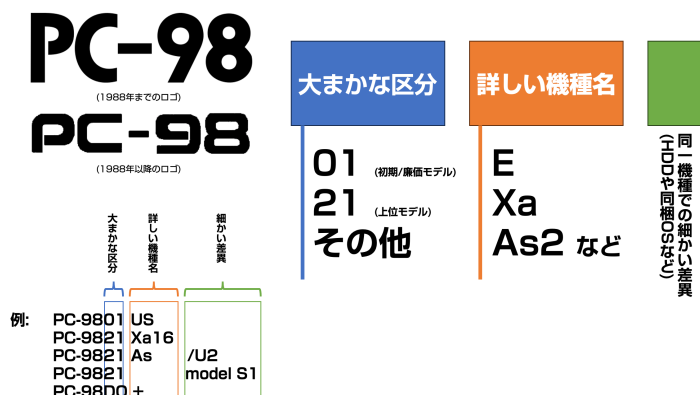 PC-98
(1988年までのロゴ)
PC-98
(1988年以降のロゴ)
大まかな区分
詳しい機種名
細かい差異
例:
PC-9801 US
PC-9821 Xa16
PC-9821 As /U2
PC-9821 model S1
PC-98DO +
大まかな区分
01 (初期/廉価モデル)
21 (上位モデル)
その他
詳しい機種名
E
Xa
As2 など
同一機種での細かい差異
(HDDや同梱OSなど)